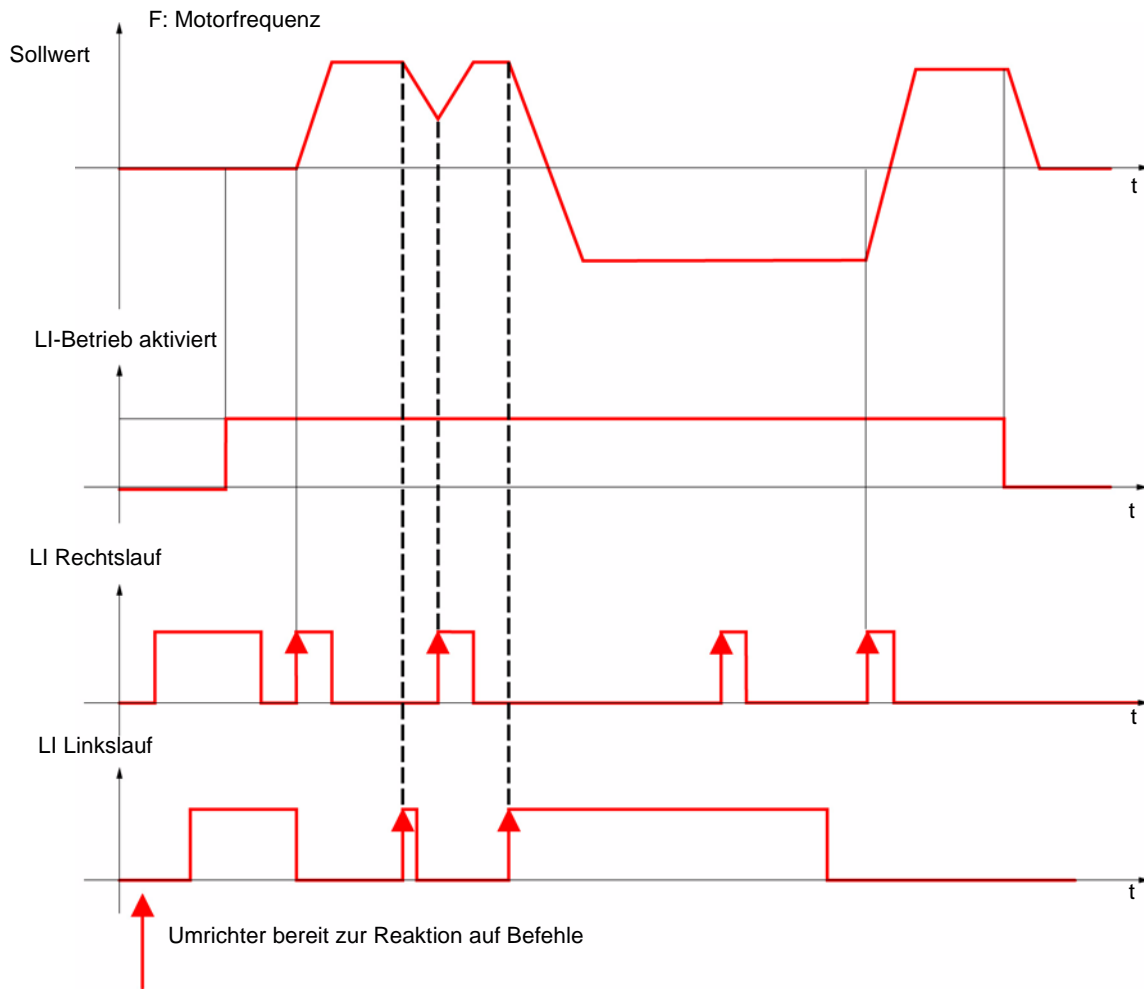 F: Motorfrequenz
Sollwert
t
LI-Betrieb aktiviert
t
LI Rechtslauf
t
LI Linkslauf
t
Umrichter bereit zur Reaktion auf Befehle